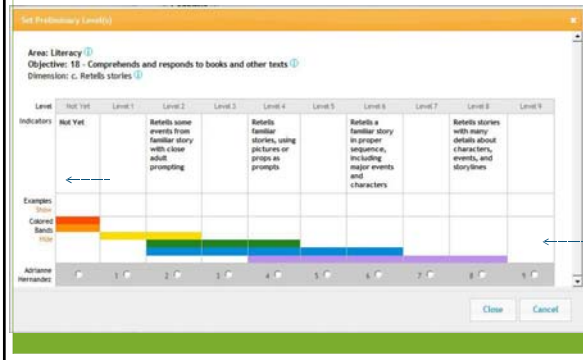 Set Preliminary Level(s)
Area: Literacy
Objective: 18 - Comprehends and responds to books and other texts
Dimension: c. Retells stories
Level Not Yet Level 1 Level 2 Level 3 Level 4 Level 5 Level 6 Level 7 Level 8 Level 9
Indicators
Not Yet
Retells some
events from
familiar story
with close
adult
prompting
Retells
familiar
stories, using
pictures or
props as
prompts
Retells a
familiar story
in proper
sequence,
including
major events
and
characters
Retells stories
with many
details about
characters,
events, and
storylines
Examples
Show
Colored
Bands
Hide
Adrianne
Hernandez
1 2 3 4 5 6 7 8 9
Close Cancel